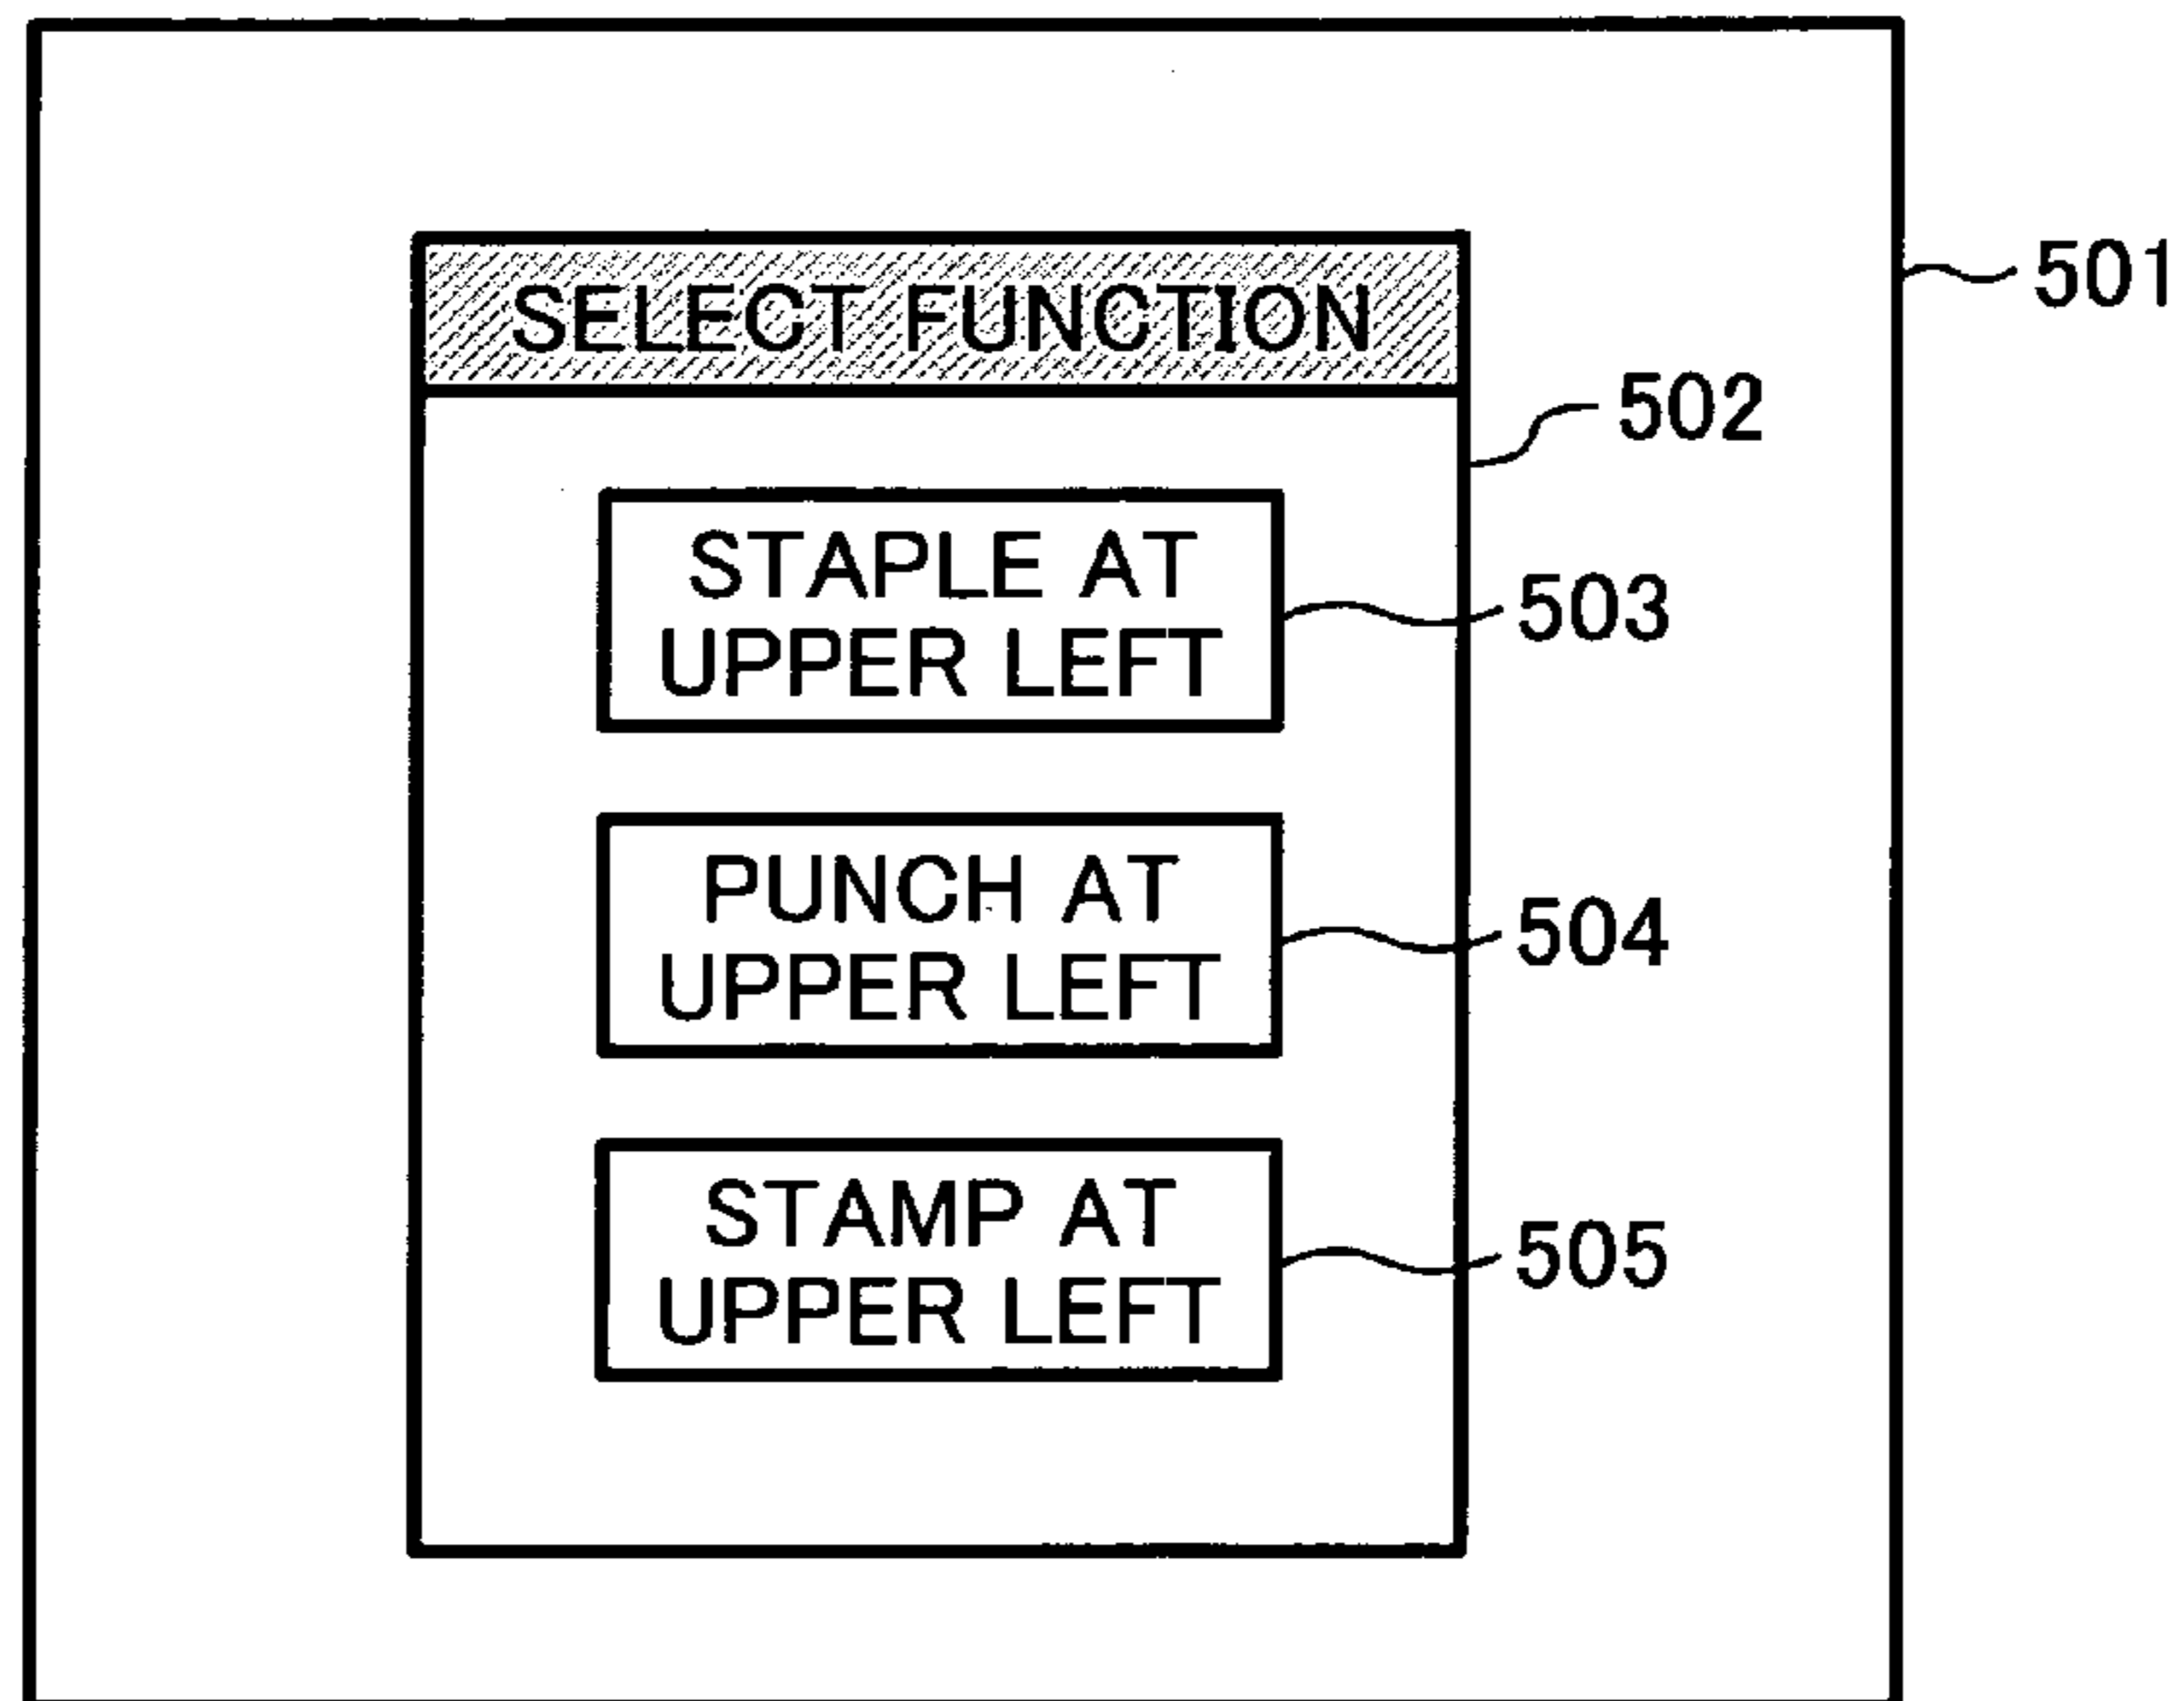 SELECT FUNCTION
501
502
STAPLE AT
UPPER LEFT
503
PUNCH AT
UPPER LEFT
504
STAMP AT
UPPER LEFT
505